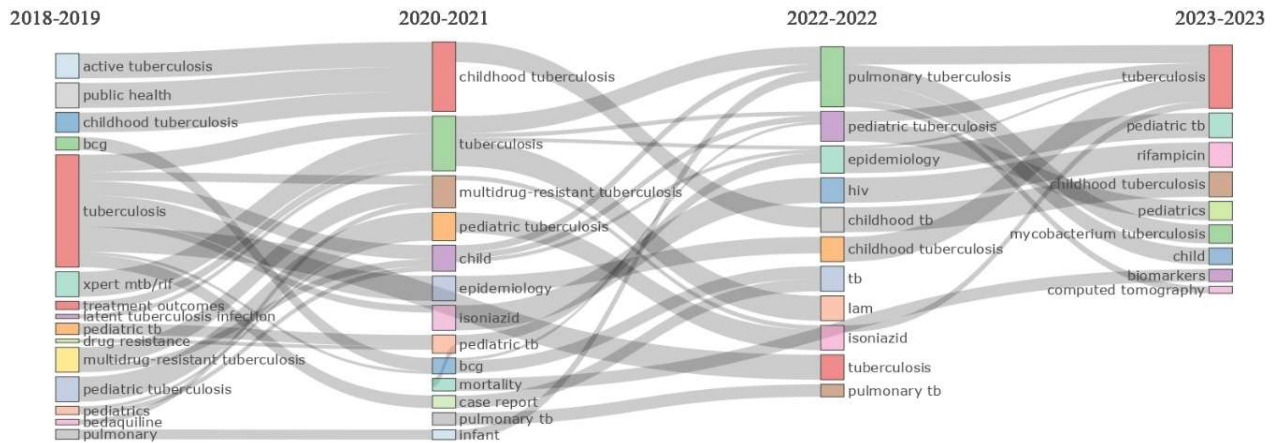 2018-2019
2020-2021
2022-2022
2023-2023
active tuberculosis
public health
childhood tuberculosis
bcg
tuberculosis
xpert mtb/rif
treatment outcomes
latent tuberculosis infection
pediatric tb
drug resistance
multidrug-resistant tuberculosis
pediatric tuberculosis
pediatrics
bedaquiline
pulmonary
childhood tuberculosis
tuberculosis
multidrug-resistant tuberculosis
pediatric tuberculosis
child
epidemiology
isoniazid
pediatric tb
bcg
mortality
case report
pulmonary tb
infant
pulmonary tuberculosis
pediatric tuberculosis
epidemiology
hiv
childhood tb
childhood tuberculosis
tb
lam
isoniazid
tuberculosis
pulmonary tb
tuberculosis
pediatric tb
rifampicin
childhood tuberculosis
pediatrics
mycobacterium tuberculosis
child
biomarkers
computed tomography